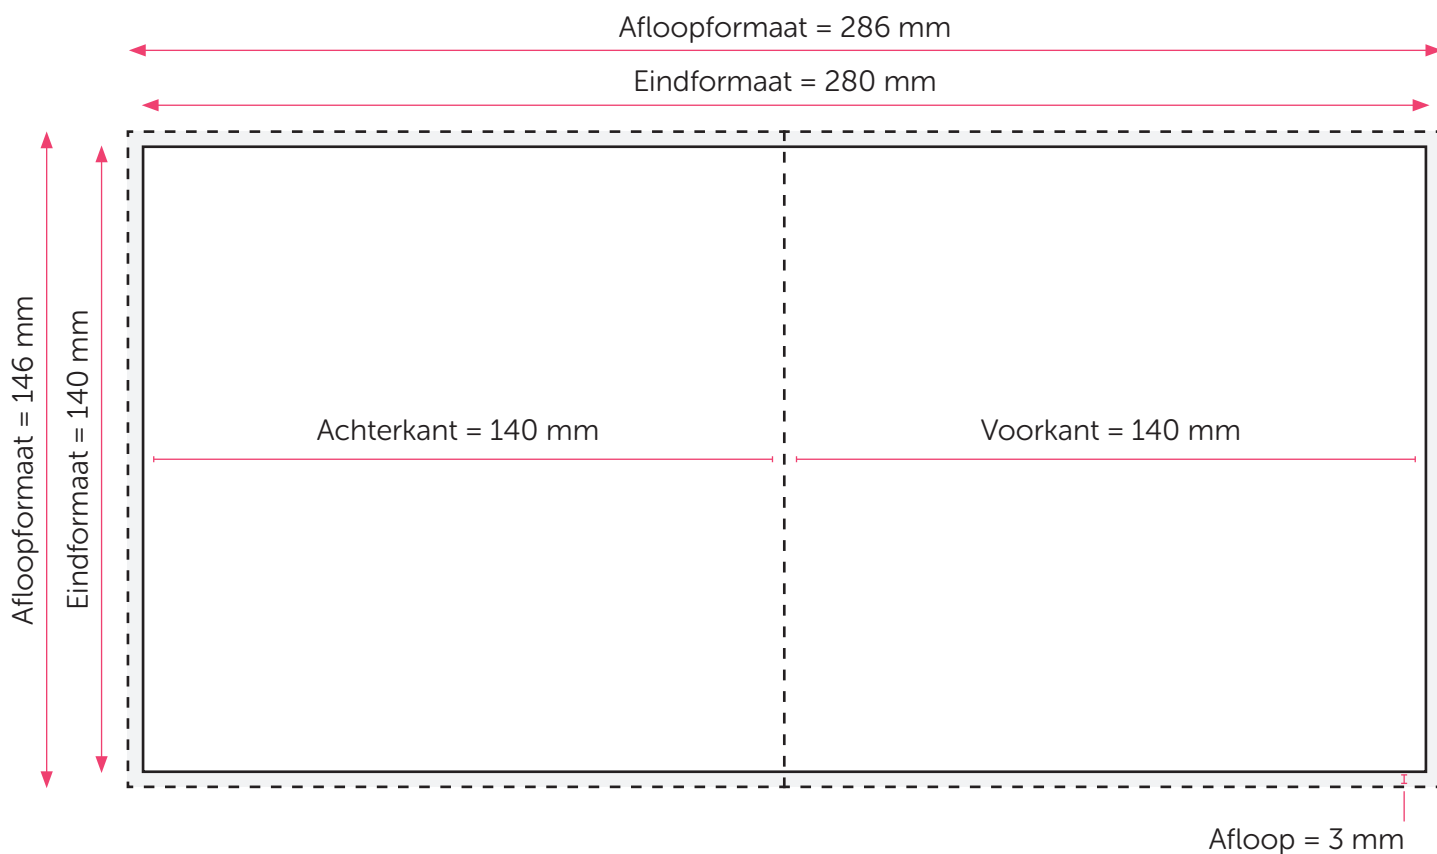 Afloopformaat = 286 mm
Eindformaat = 280 mm
Afloopformaat = 146 mm
Eindformaat = 140 mm
Achterkant = 140 mm
Voorkant = 140 mm
Afloop = 3 mm